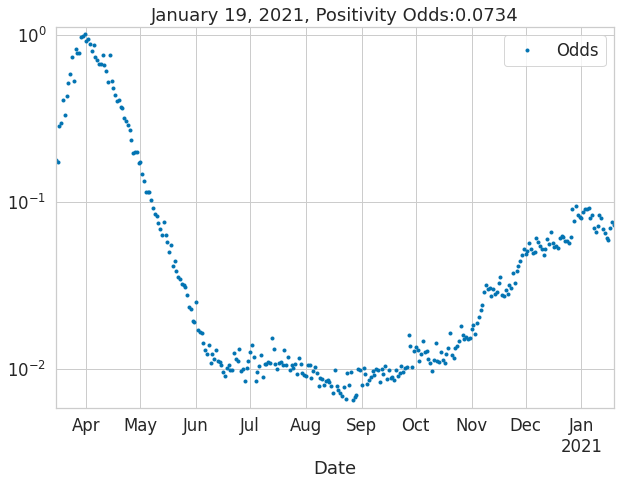 January 19, 2021, Positivity Odds:0.0734
Odds
10⁰
10⁻¹
10⁻²
Apr May Jun Jul Aug Sep Oct Nov Dec Jan
2021
Date